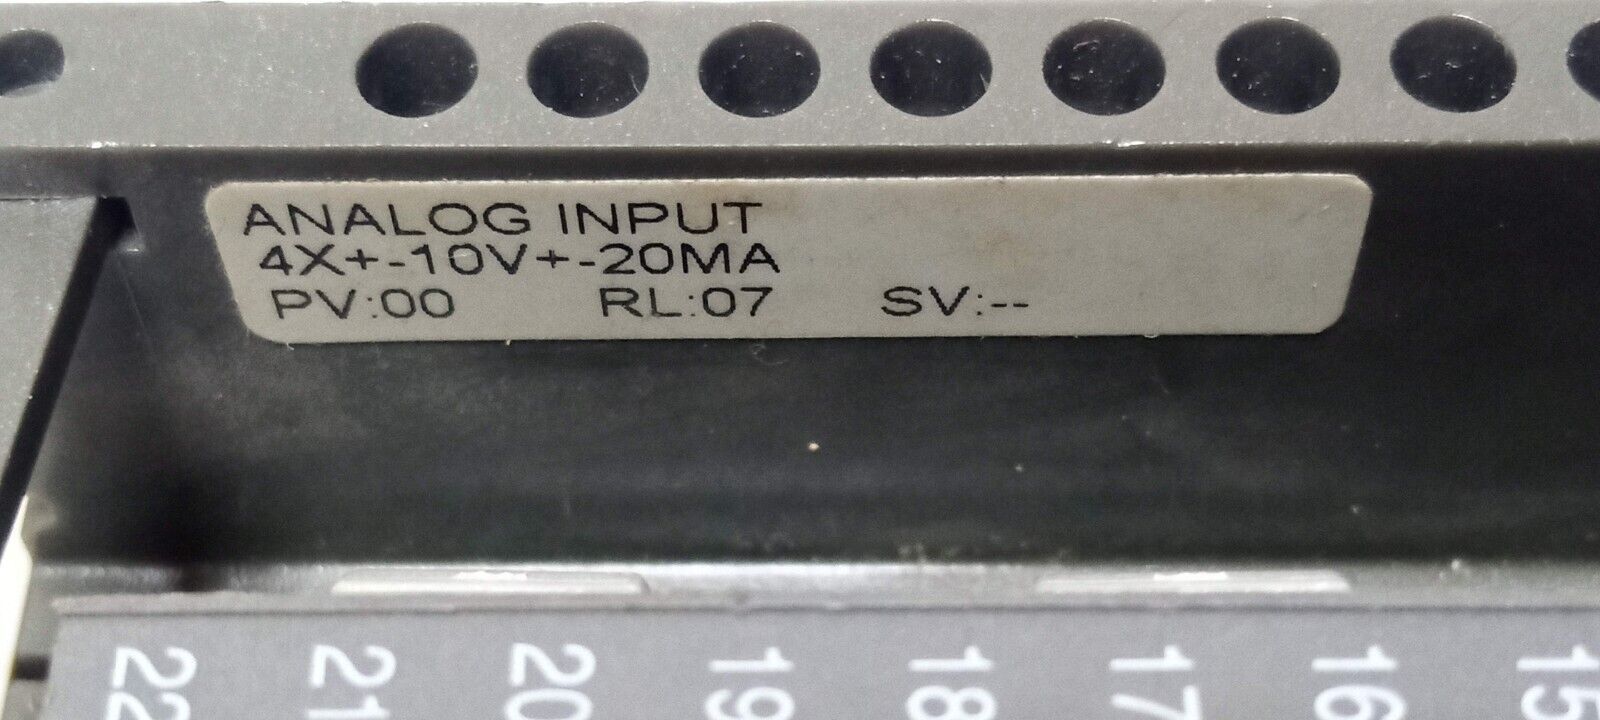 ANALOG INPUT
4X+-10V+-20MA
PV:00 RL:07 SV:--
22 21 20 19 18 17 16 15